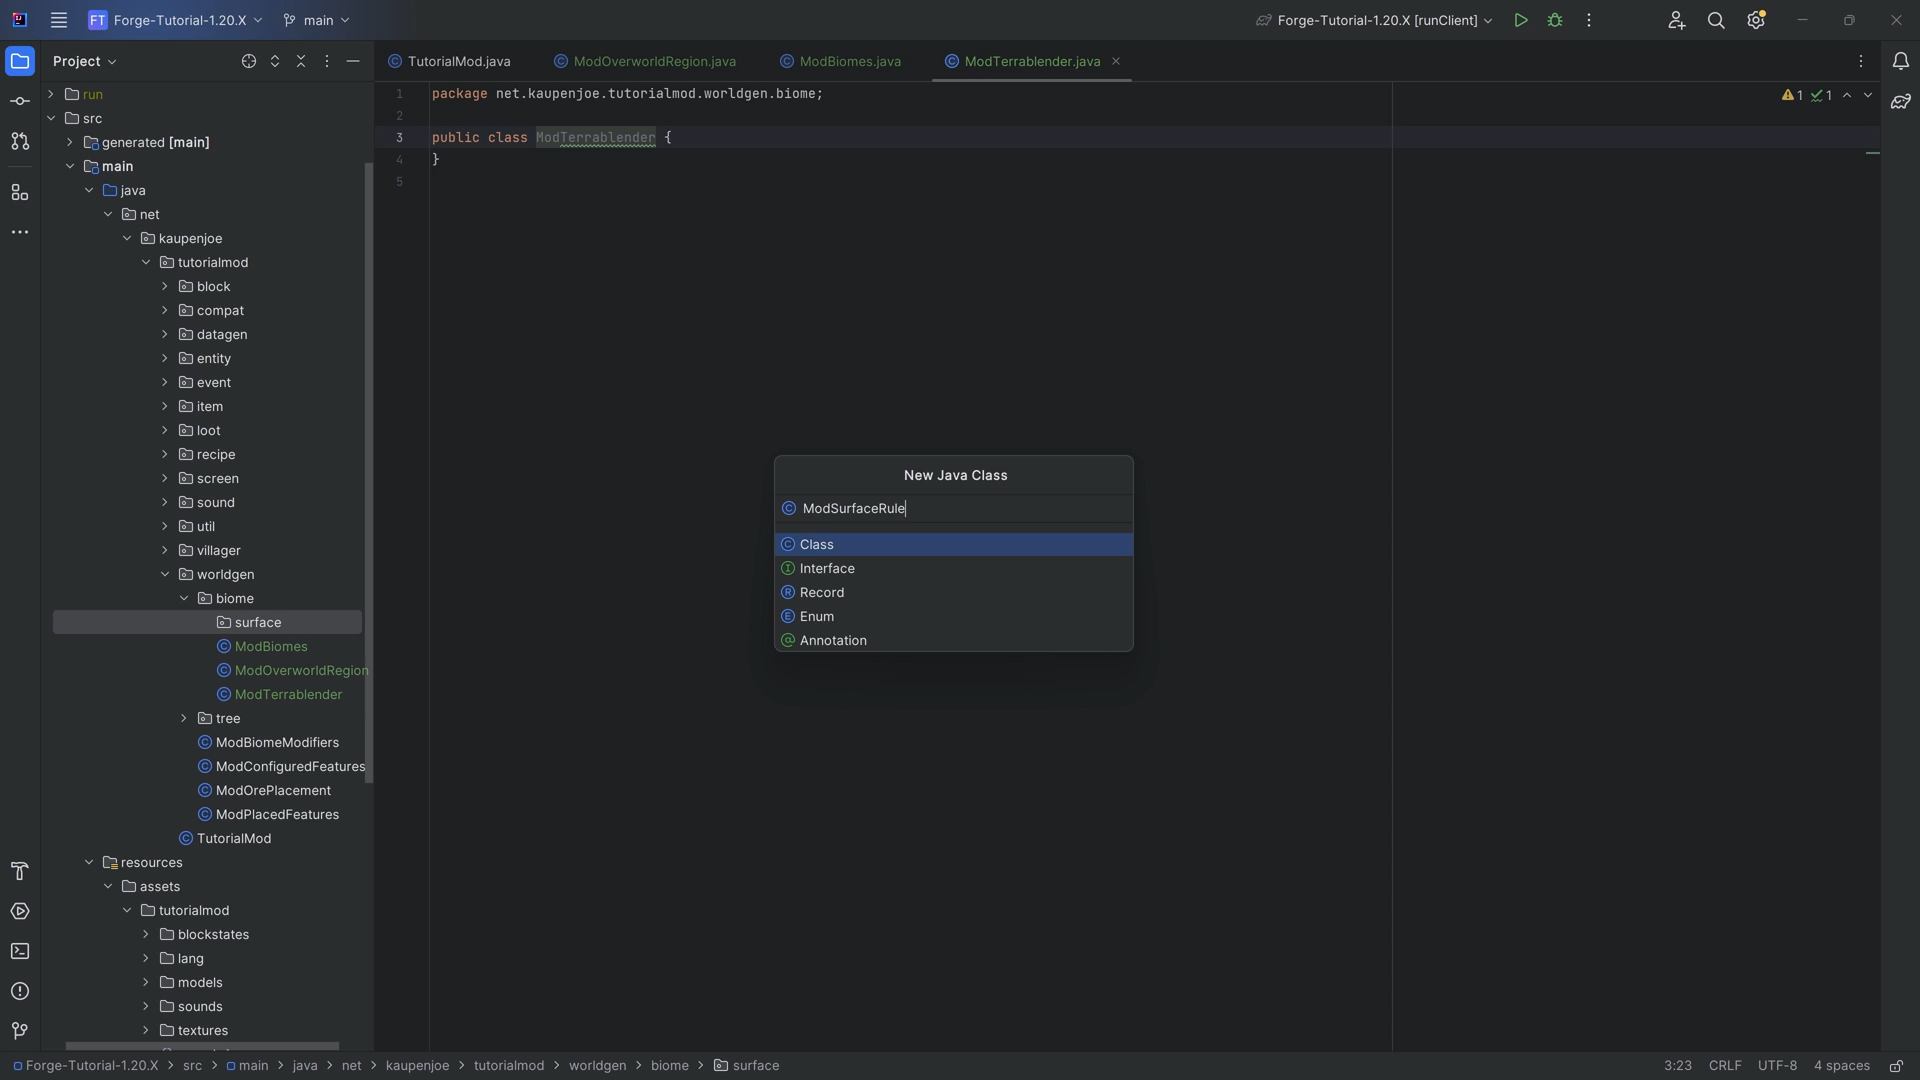 FT Forge-Tutorial-1.20.X main Forge-Tutorial-1.20.X [runClient]
Project
TutorialMod.java ModOverworldRegion.java ModBiomes.java ModTerrablender.java
run
src
generated [main]
main
java
net
kaupenjoe
tutorialmod
block
compat
datagen
entity
event
item
loot
recipe
screen
sound
util
villager
worldgen
biome
surface
ModBiomes
ModOverworldRegion
ModTerrablender
tree
ModBiomeModifiers
ModConfiguredFeatures
ModOrePlacement
ModPlacedFeatures
TutorialMod
resources
assets
tutorialmod
blockstates
lang
models
sounds
textures
1 package net.kaupenjoe.tutorialmod.worldgen.biome;
2
3 public class ModTerrablender {
4 }
5
1 1
New Java Class
ModSurfaceRule
Class
Interface
Record
Enum
Annotation
Forge-Tutorial-1.20.X > src > main > java > net > kaupenjoe > tutorialmod > worldgen > biome > surface
3:23 CRLF UTF-8 4 spaces